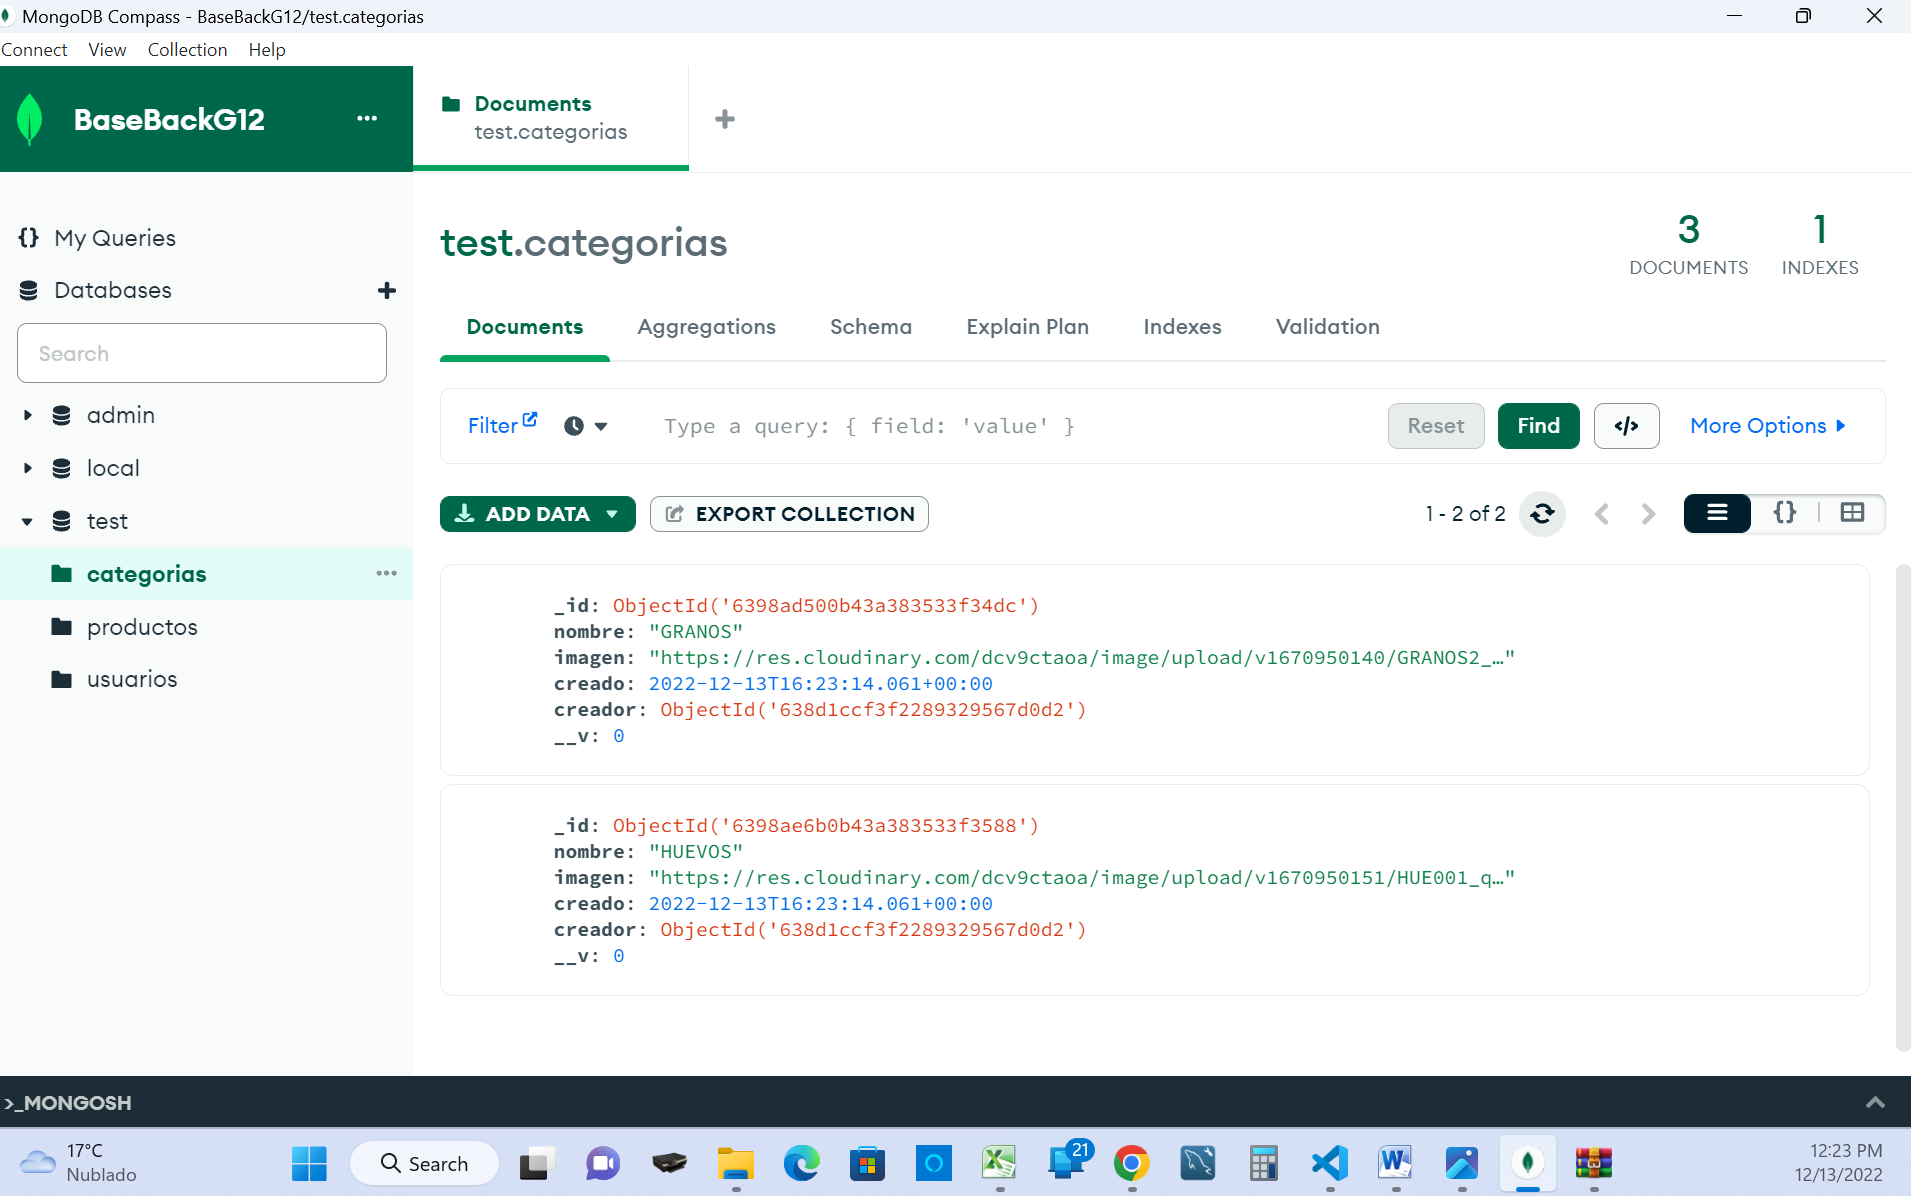 MongoDB Compass - BaseBackG12/test.categorias
Connect View Collection Help
BaseBackG12 ...
Documents
test.categorias
+
{} My Queries
Databases +
Search
admin
local
test
categorias ...
productos
usuarios
test.categorias
3
DOCUMENTS
1
INDEXES
Documents Aggregations Schema Explain Plan Indexes Validation
Filter Type a query: { field: 'value' } Reset Find </> More Options
ADD DATA EXPORT COLLECTION 1 - 2 of 2 {}
_id: ObjectId('6398ad500b43a383533f34dc')
nombre: "GRANOS"
imagen: "https://res.cloudinary.com/dcv9ctaoa/image/upload/v1670950140/GRANOS2_…"
creado: 2022-12-13T16:23:14.061+00:00
creador: ObjectId('638d1ccf3f2289329567d0d2')
__v: 0
_id: ObjectId('6398ae6b0b43a383533f3588')
nombre: "HUEVOS"
imagen: "https://res.cloudinary.com/dcv9ctaoa/image/upload/v1670950151/HUE001_q…"
creado: 2022-12-13T16:23:14.061+00:00
creador: ObjectId('638d1ccf3f2289329567d0d2')
__v: 0
>_MONGOSH
17°C
Nublado
Search
21
12:23 PM
12/13/2022